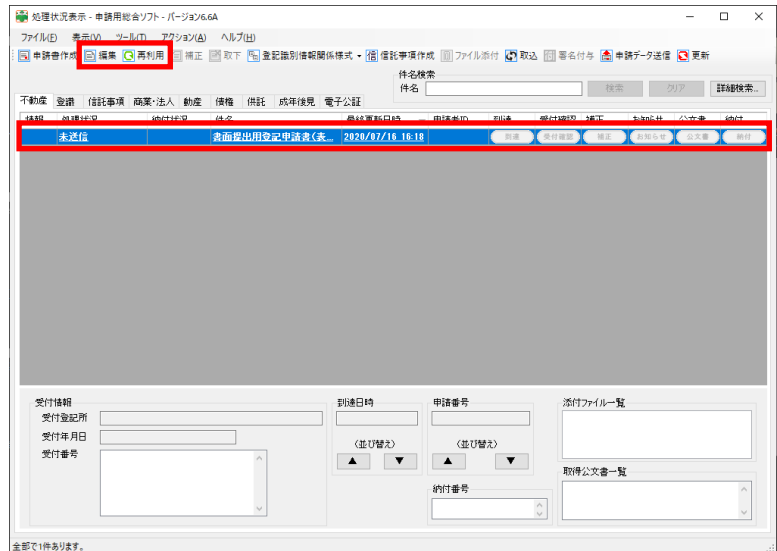 処理状況表示 - 申請用総合ソフト - バージョン6.6A
ファイル(F) 表示(V) ツール(T) アクション(A) ヘルプ(H)
申請書作成 編集 再利用 補正 取下 登記識別情報関係様式 信託事項作成 ファイル添付 取込 署名付与 申請データ送信 更新
件名検索
件名 検索 クリア 詳細検索...
不動産 登譲 信託事項 商業・法人 動産 債権 供託 成年後見 電子公証
情報 処理状況 納付状況 件名 最終更新日時 申請者ID 到達 受付確認 補正 お知らせ 公文書 納付
未送信 書面提出用登記申請書(表... 2020/07/16 16:18 到達 受付確認 補正 お知らせ 公文書 納付
受付情報 到達日時 申請番号 添付ファイル一覧
受付登記所
受付年月日 (並び替え) (並び替え)
受付番号 ▲ ▼ ▲ ▼
取得公文書一覧
納付番号
全部で1件あります。